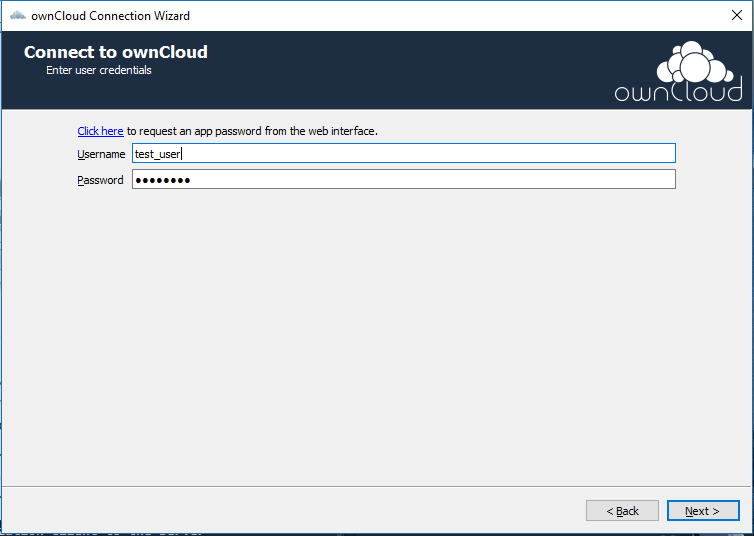 ownCloud Connection Wizard
Connect to ownCloud
Enter user credentials
ownCloud
Click here to request an app password from the web interface.
Username test_user
Password ●●●●●●●●
< Back Next >